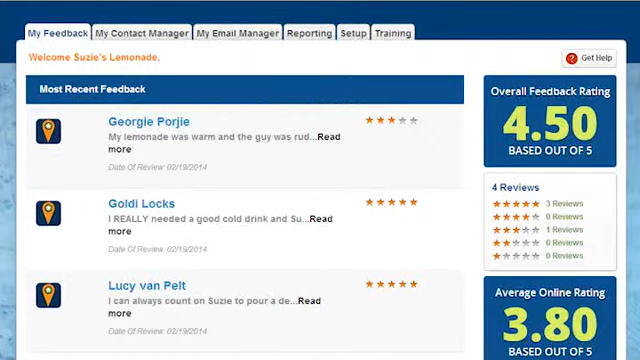 My Feedback My Contact Manager My Email Manager Reporting Setup Training
Welcome Suzie's Lemonade,
? Get Help
Most Recent Feedback
Georgie Porjie
My lemonade was warm and the guy was rud...Read
more
Date Of Review: 02/19/2014
Goldi Locks
I REALLY needed a good cold drink and Su...Read
more
Date Of Review: 02/19/2014
Lucy van Pelt
I can always count on Suzie to pour a de...Read
more
Date Of Review: 02/19/2014
Overall Feedback Rating
4.50
BASED OUT OF 5
4 Reviews
3 Reviews
0 Reviews
1 Reviews
0 Reviews
0 Reviews
Average Online Rating
3.80
BASED OUT OF 5